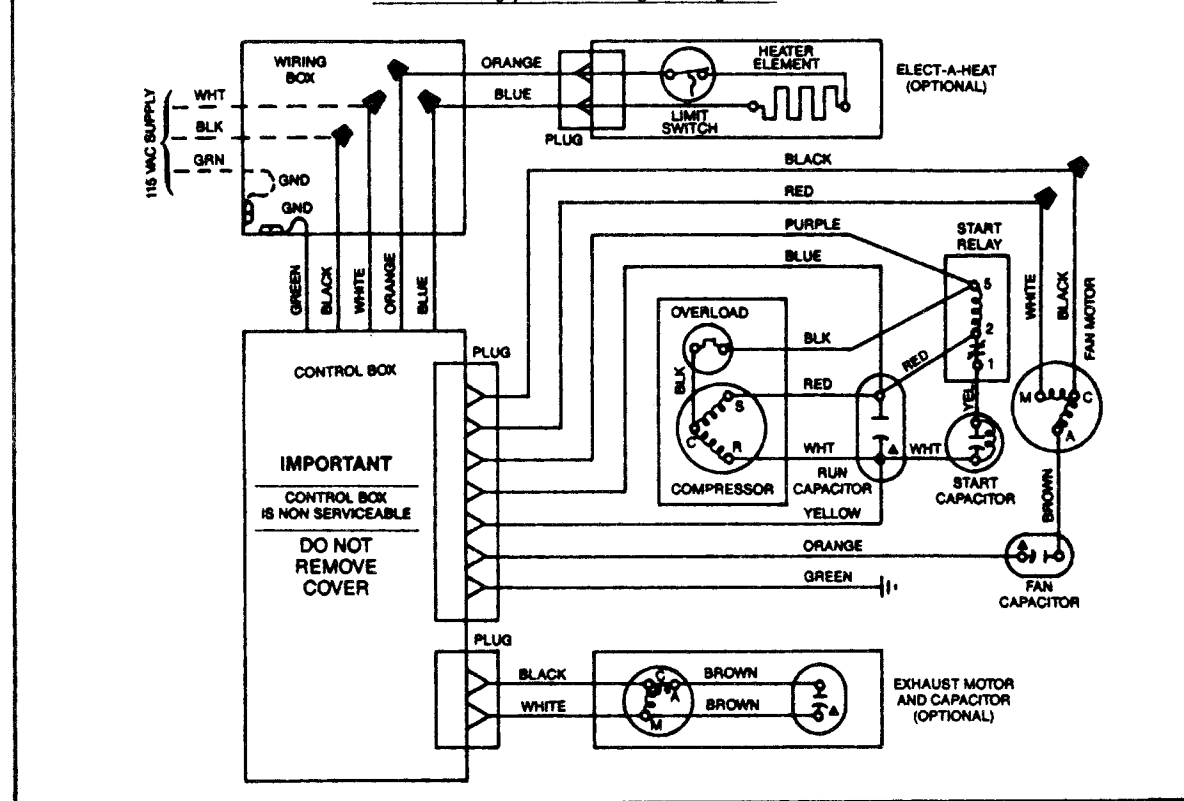 WIRING
BOX
115 VAC SUPPLY
WHT
BLK
GRN
GND
GND
ORANGE
BLUE
PLUG
LIMIT
SWITCH
HEATER
ELEMENT
ELECT-A-HEAT
(OPTIONAL)
GREEN
BLACK
WHITE
ORANGE
BLUE
BLACK
RED
PURPLE
BLUE
START
RELAY
5
2
1
WHITE
BLACK
FAN MOTOR
OVERLOAD
BLK
BLK
RED
RED
YEL
S
C
R
WHT
WHT
COMPRESSOR
RUN
CAPACITOR
START
CAPACITOR
M
C
A
BROWN
YELLOW
ORANGE
GREEN
FAN
CAPACITOR
PLUG
CONTROL BOX
IMPORTANT
CONTROL BOX
IS NON SERVICEABLE
DO NOT
REMOVE
COVER
PLUG
BLACK
WHITE
C
A
M
BROWN
BROWN
EXHAUST MOTOR
AND CAPACITOR
(OPTIONAL)